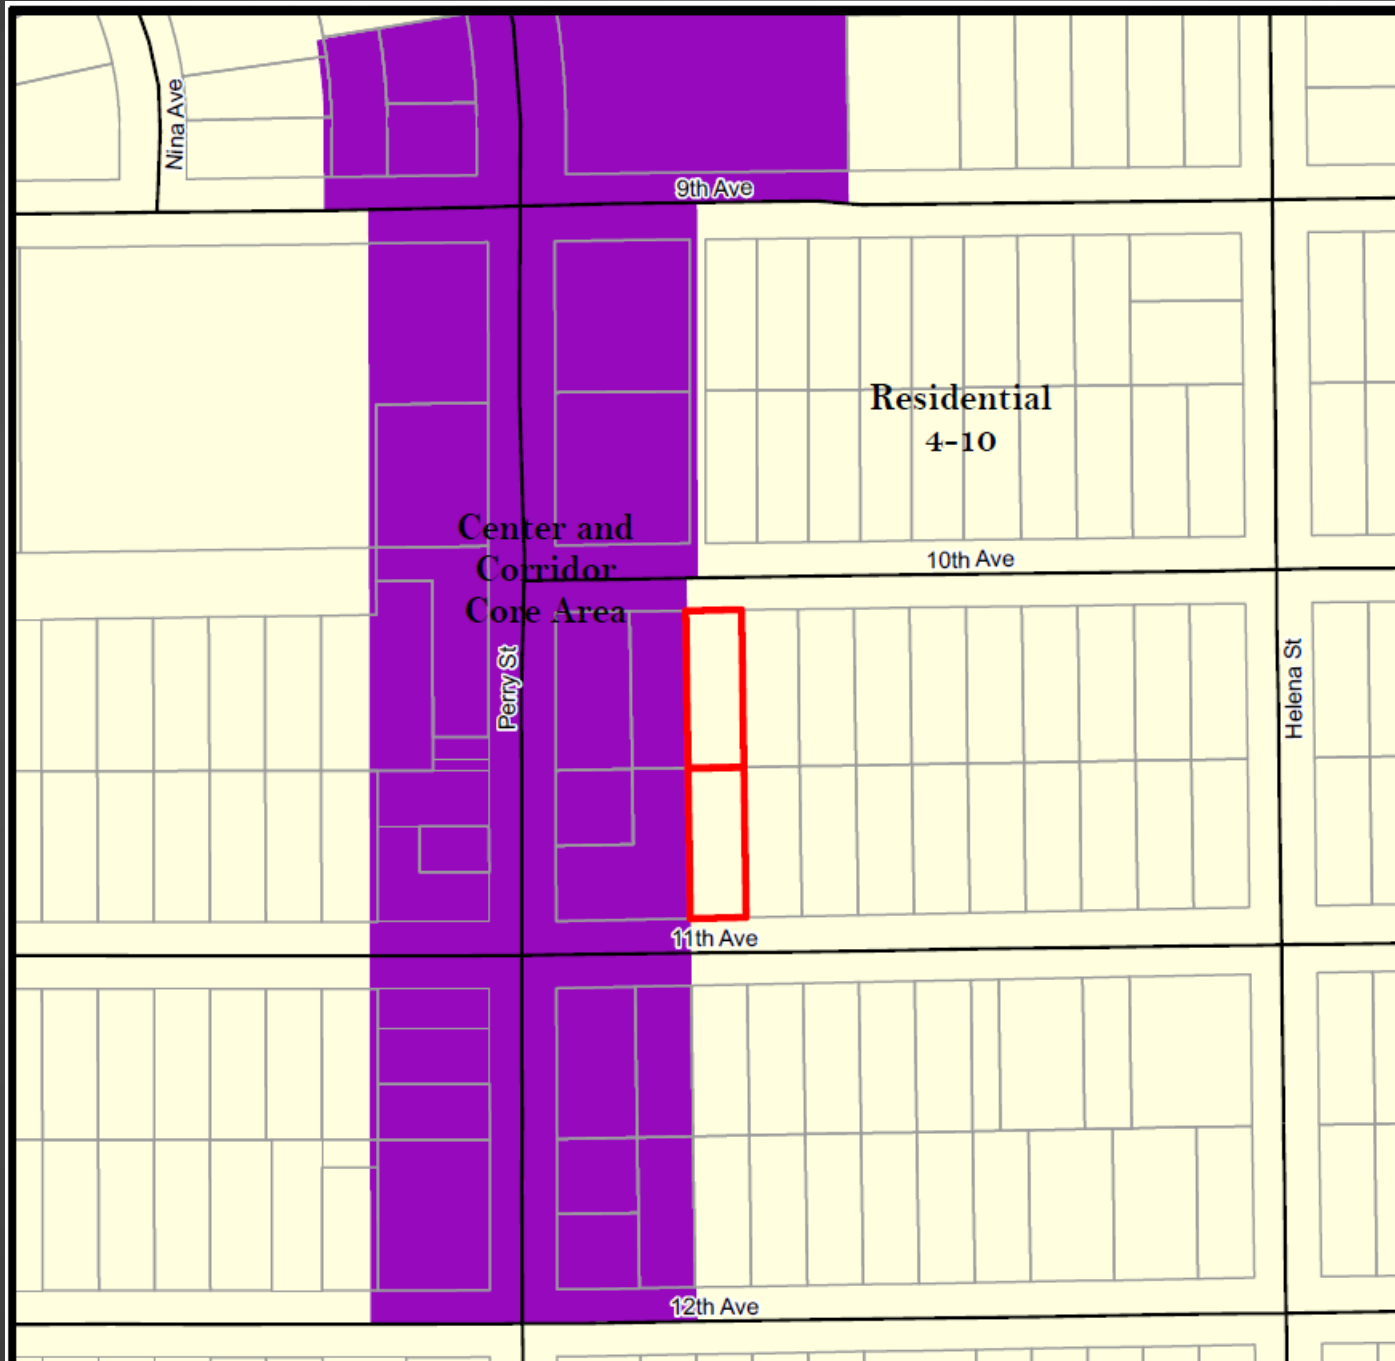 Nina Ave
9th Ave
Residential
4-10
Center and
Corridor
Core Area
10th Ave
Perry St
Helena St
11th Ave
12th Ave